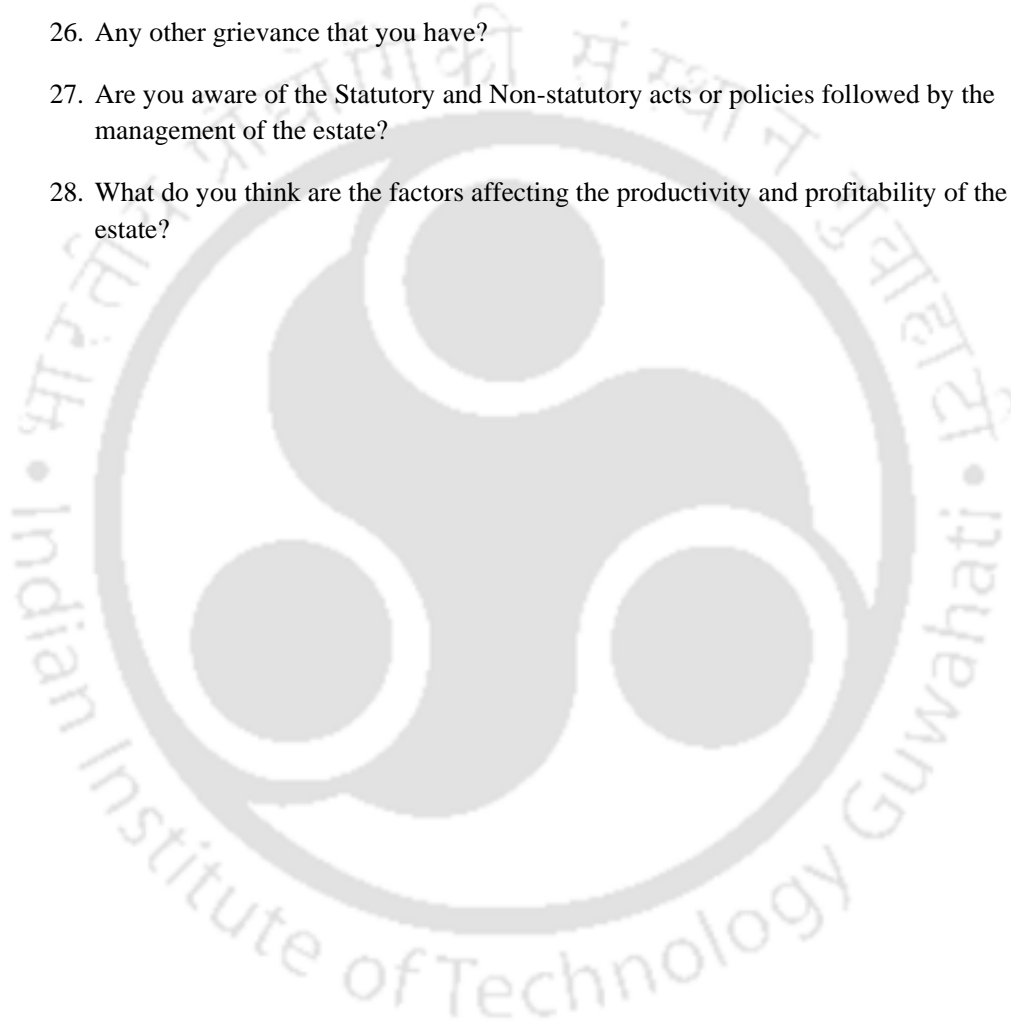 26. Any other grievance that you have?
27. Are you aware of the Statutory and Non-statutory acts or policies followed by the
management of the estate?
28. What do you think are the factors affecting the productivity and profitability of the
estate?
भारतीय प्रौद्योगिकी संस्थान गुवाहाटी
Indian Institute of Technology Guwahati